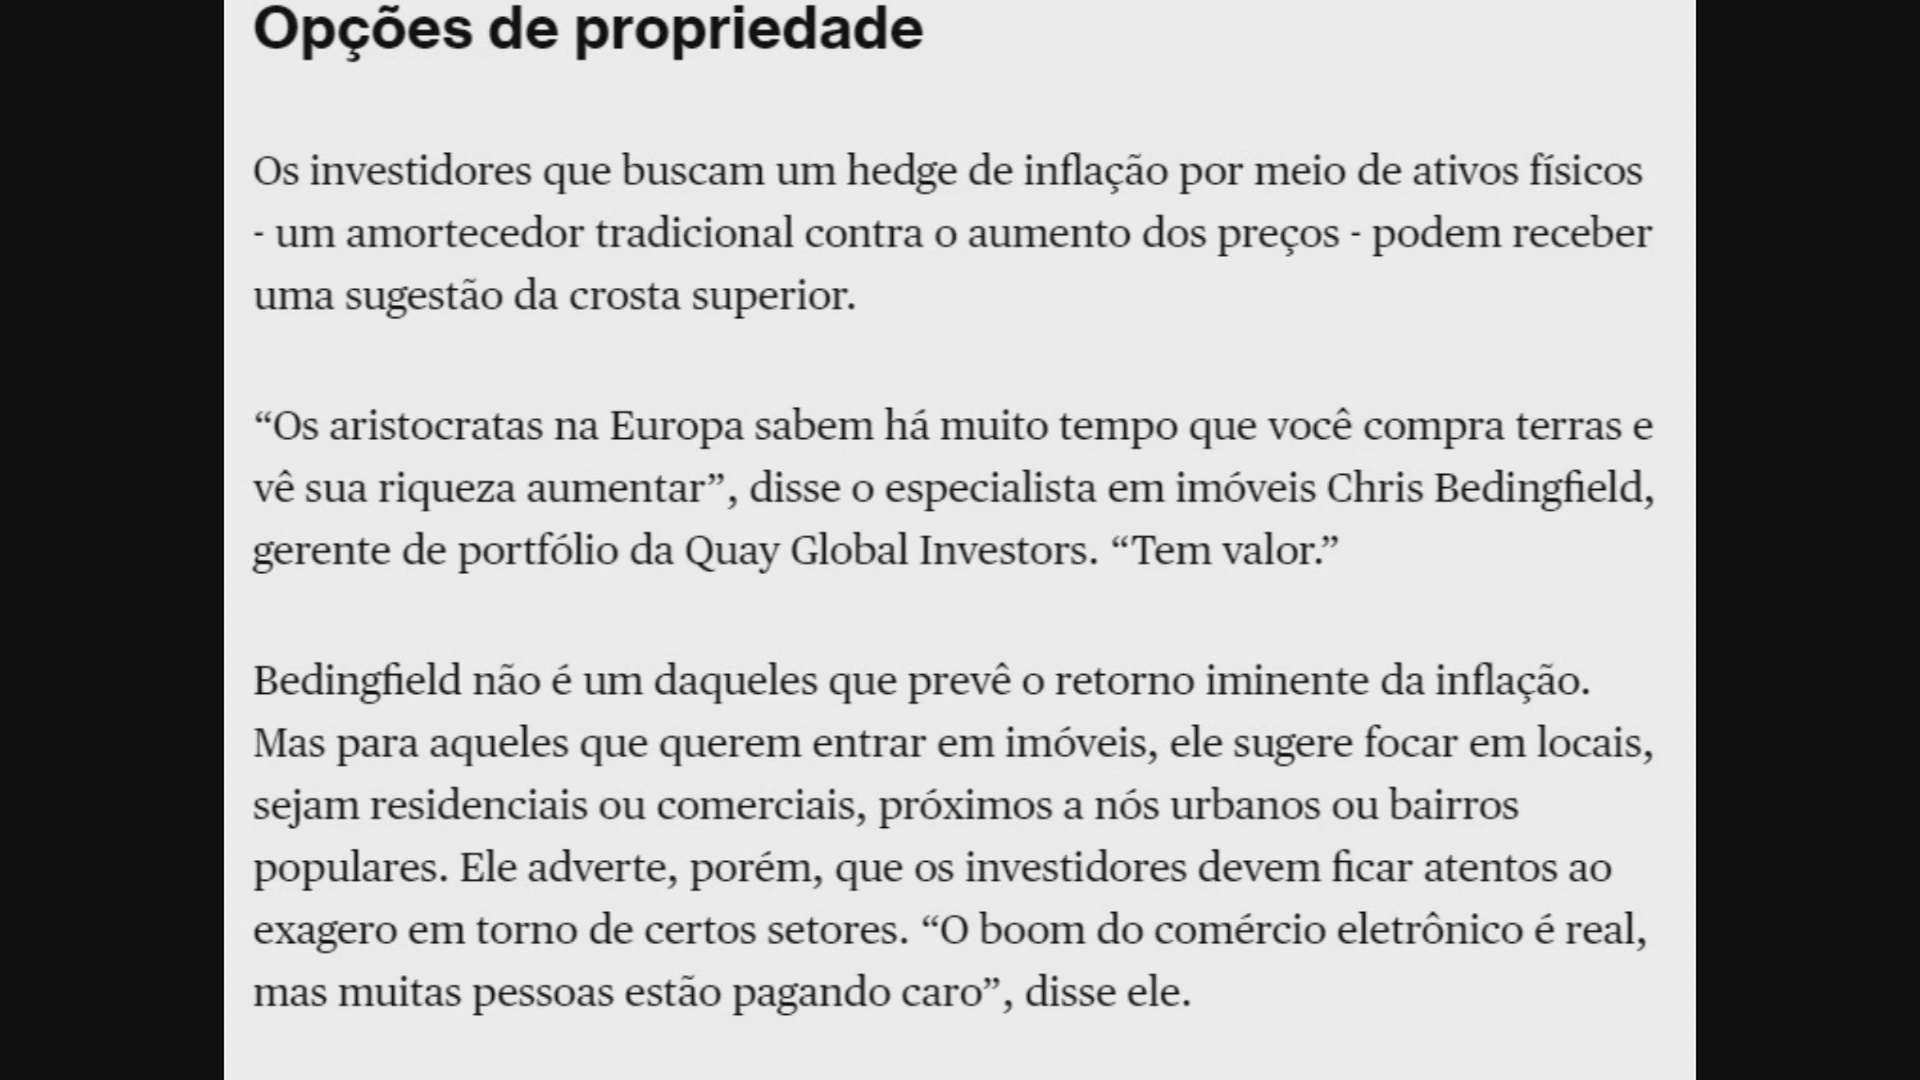 Opções de propriedade
Os investidores que buscam um hedge de inflação por meio de ativos físicos
- um amortecedor tradicional contra o aumento dos preços - podem receber
uma sugestão da crosta superior.
“Os aristocratas na Europa sabem há muito tempo que você compra terras e
vê sua riqueza aumentar”, disse o especialista em imóveis Chris Bedingfield,
gerente de portfólio da Quay Global Investors. “Tem valor.”
Bedingfield não é um daqueles que prevê o retorno iminente da inflação.
Mas para aqueles que querem entrar em imóveis, ele sugere focar em locais,
sejam residenciais ou comerciais, próximos a nós urbanos ou bairros
populares. Ele adverte, porém, que os investidores devem ficar atentos ao
exagero em torno de certos setores. “O boom do comércio eletrônico é real,
mas muitas pessoas estão pagando caro”, disse ele.